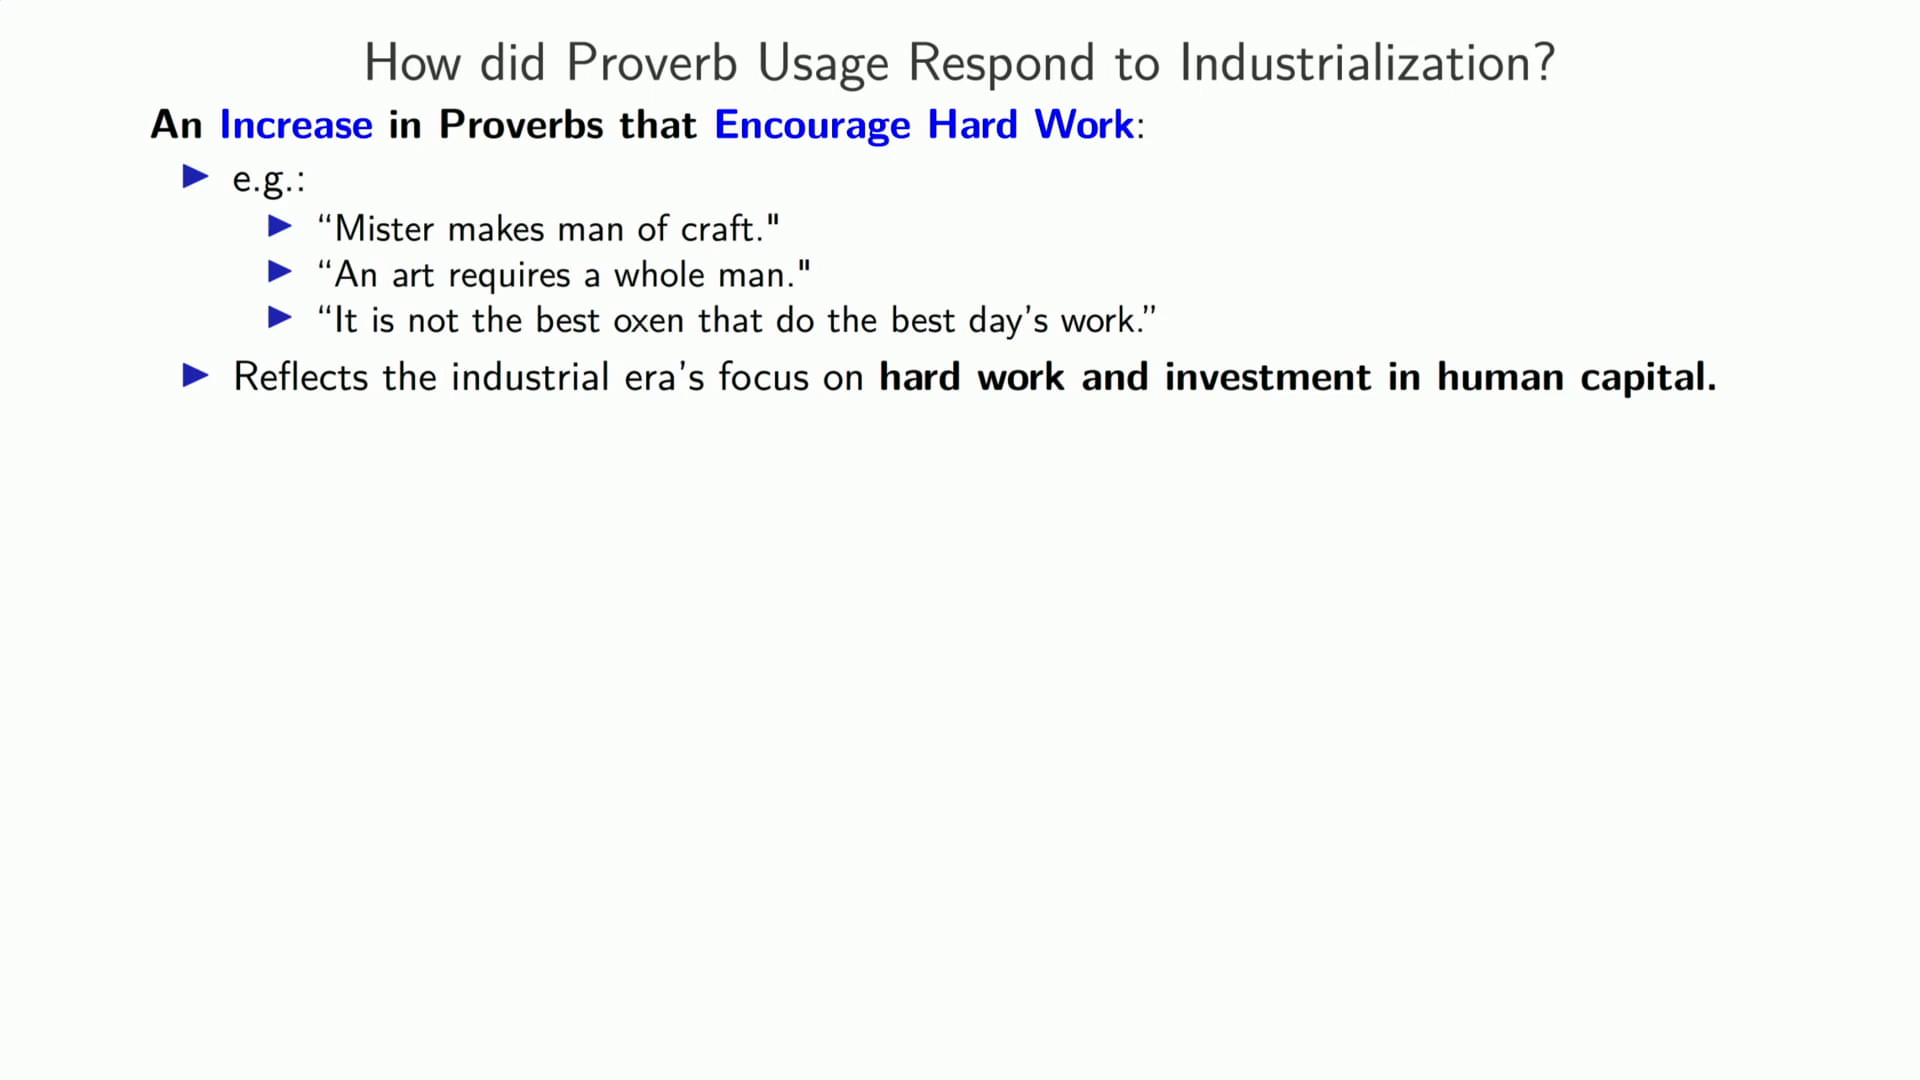 How did Proverb Usage Respond to Industrialization?
An Increase in Proverbs that Encourage Hard Work:
▶ e.g.:
▶ “Mister makes man of craft."
▶ “An art requires a whole man."
▶ “It is not the best oxen that do the best day’s work.”
▶ Reflects the industrial era’s focus on hard work and investment in human capital.